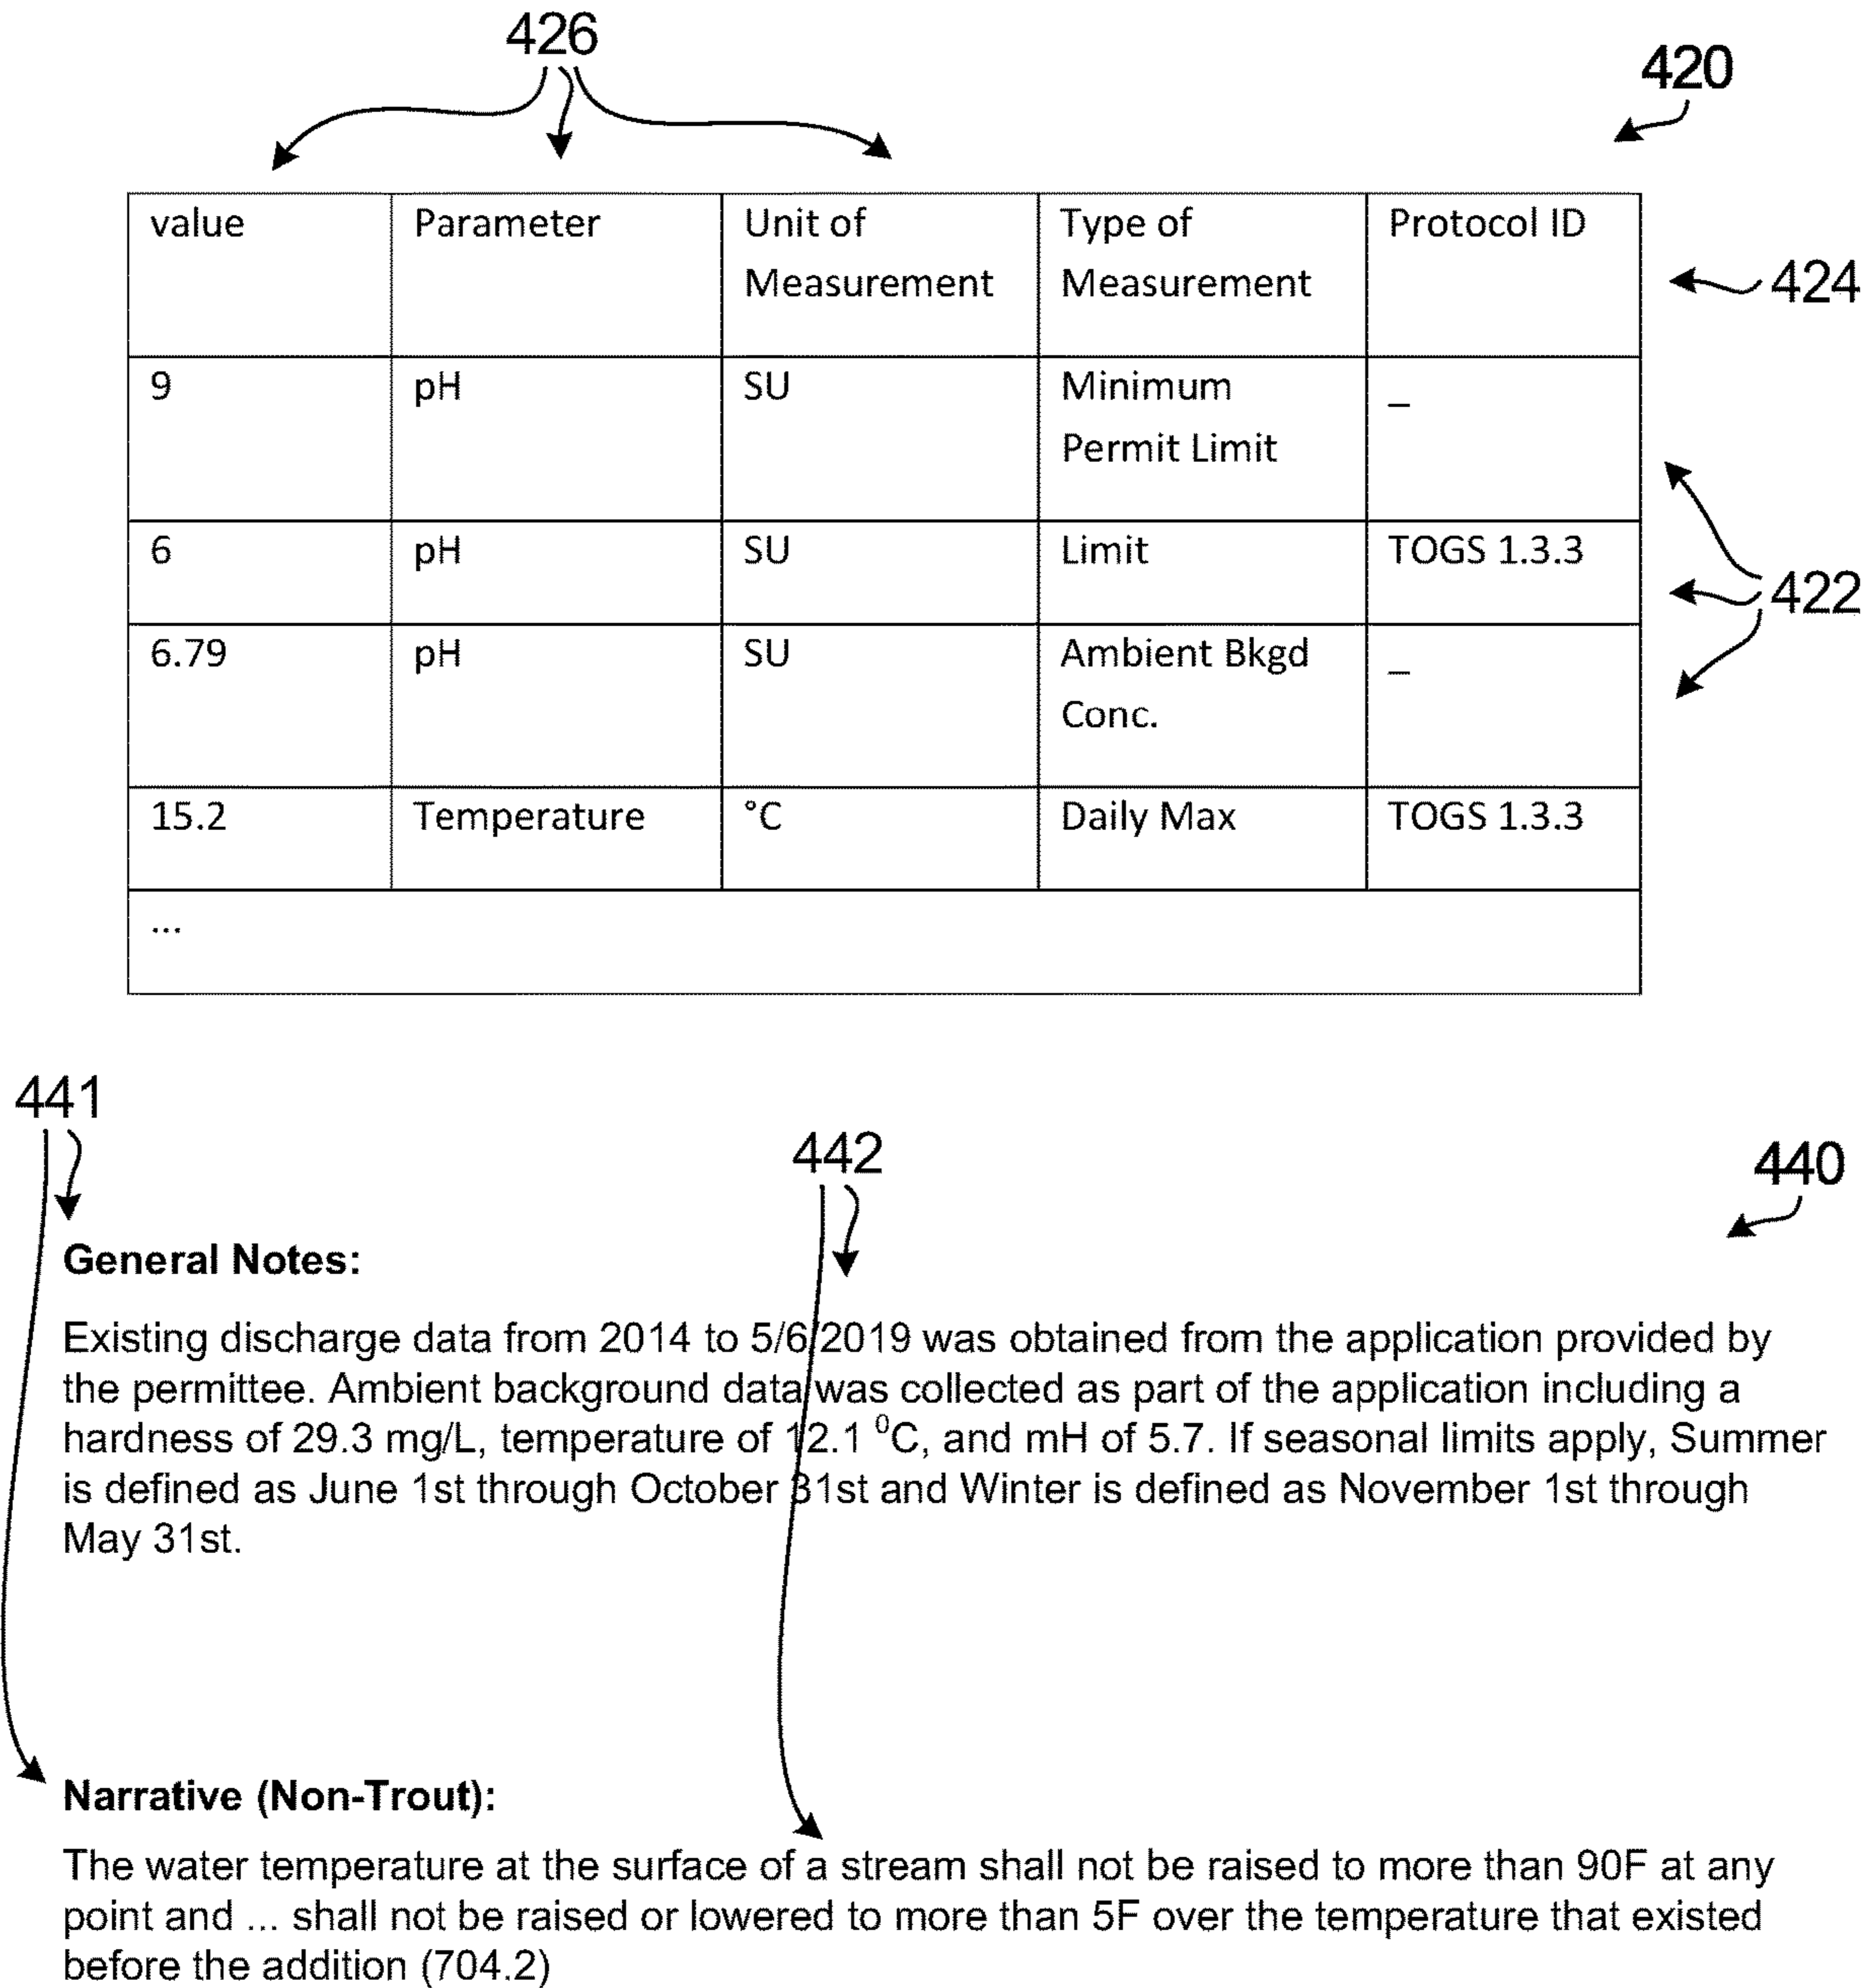 426
420
value Parameter Unit of Measurement Type of Measurement Protocol ID
424
9 pH SU Minimum Permit Limit _
6 pH SU Limit TOGS 1.3.3
422
6.79 pH SU Ambient Bkgd Conc. _
15.2 Temperature °C Daily Max TOGS 1.3.3
...
441
442
440
General Notes:
Existing discharge data from 2014 to 5/6/2019 was obtained from the application provided by
the permittee. Ambient background data was collected as part of the application including a
hardness of 29.3 mg/L, temperature of 12.1 ⁰C, and mH of 5.7. If seasonal limits apply, Summer
is defined as June 1st through October 31st and Winter is defined as November 1st through
May 31st.
Narrative (Non-Trout):
The water temperature at the surface of a stream shall not be raised to more than 90F at any
point and ... shall not be raised or lowered to more than 5F over the temperature that existed
before the addition (704.2)